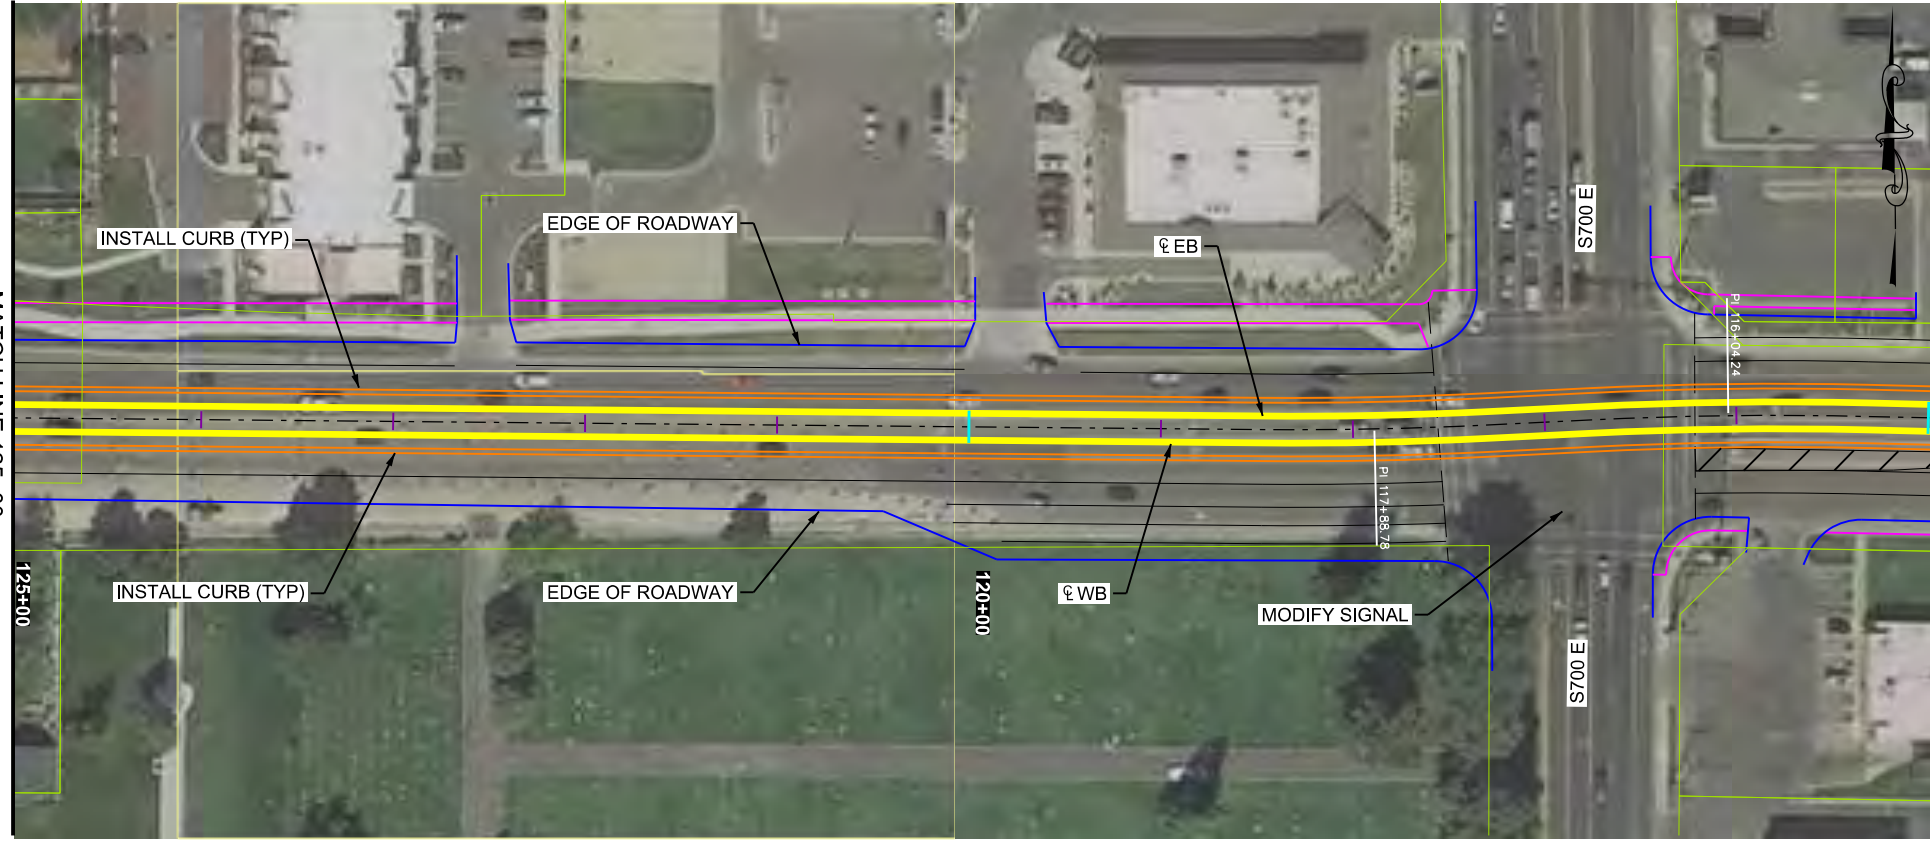 S700 E
EDGE OF ROADWAY
INSTALL CURB (TYP)
℄ EB
PI 116+04.24
PI 117+88.78
INSTALL CURB (TYP)
EDGE OF ROADWAY
℄ WB
120+00
125+00
MODIFY SIGNAL
S700 E